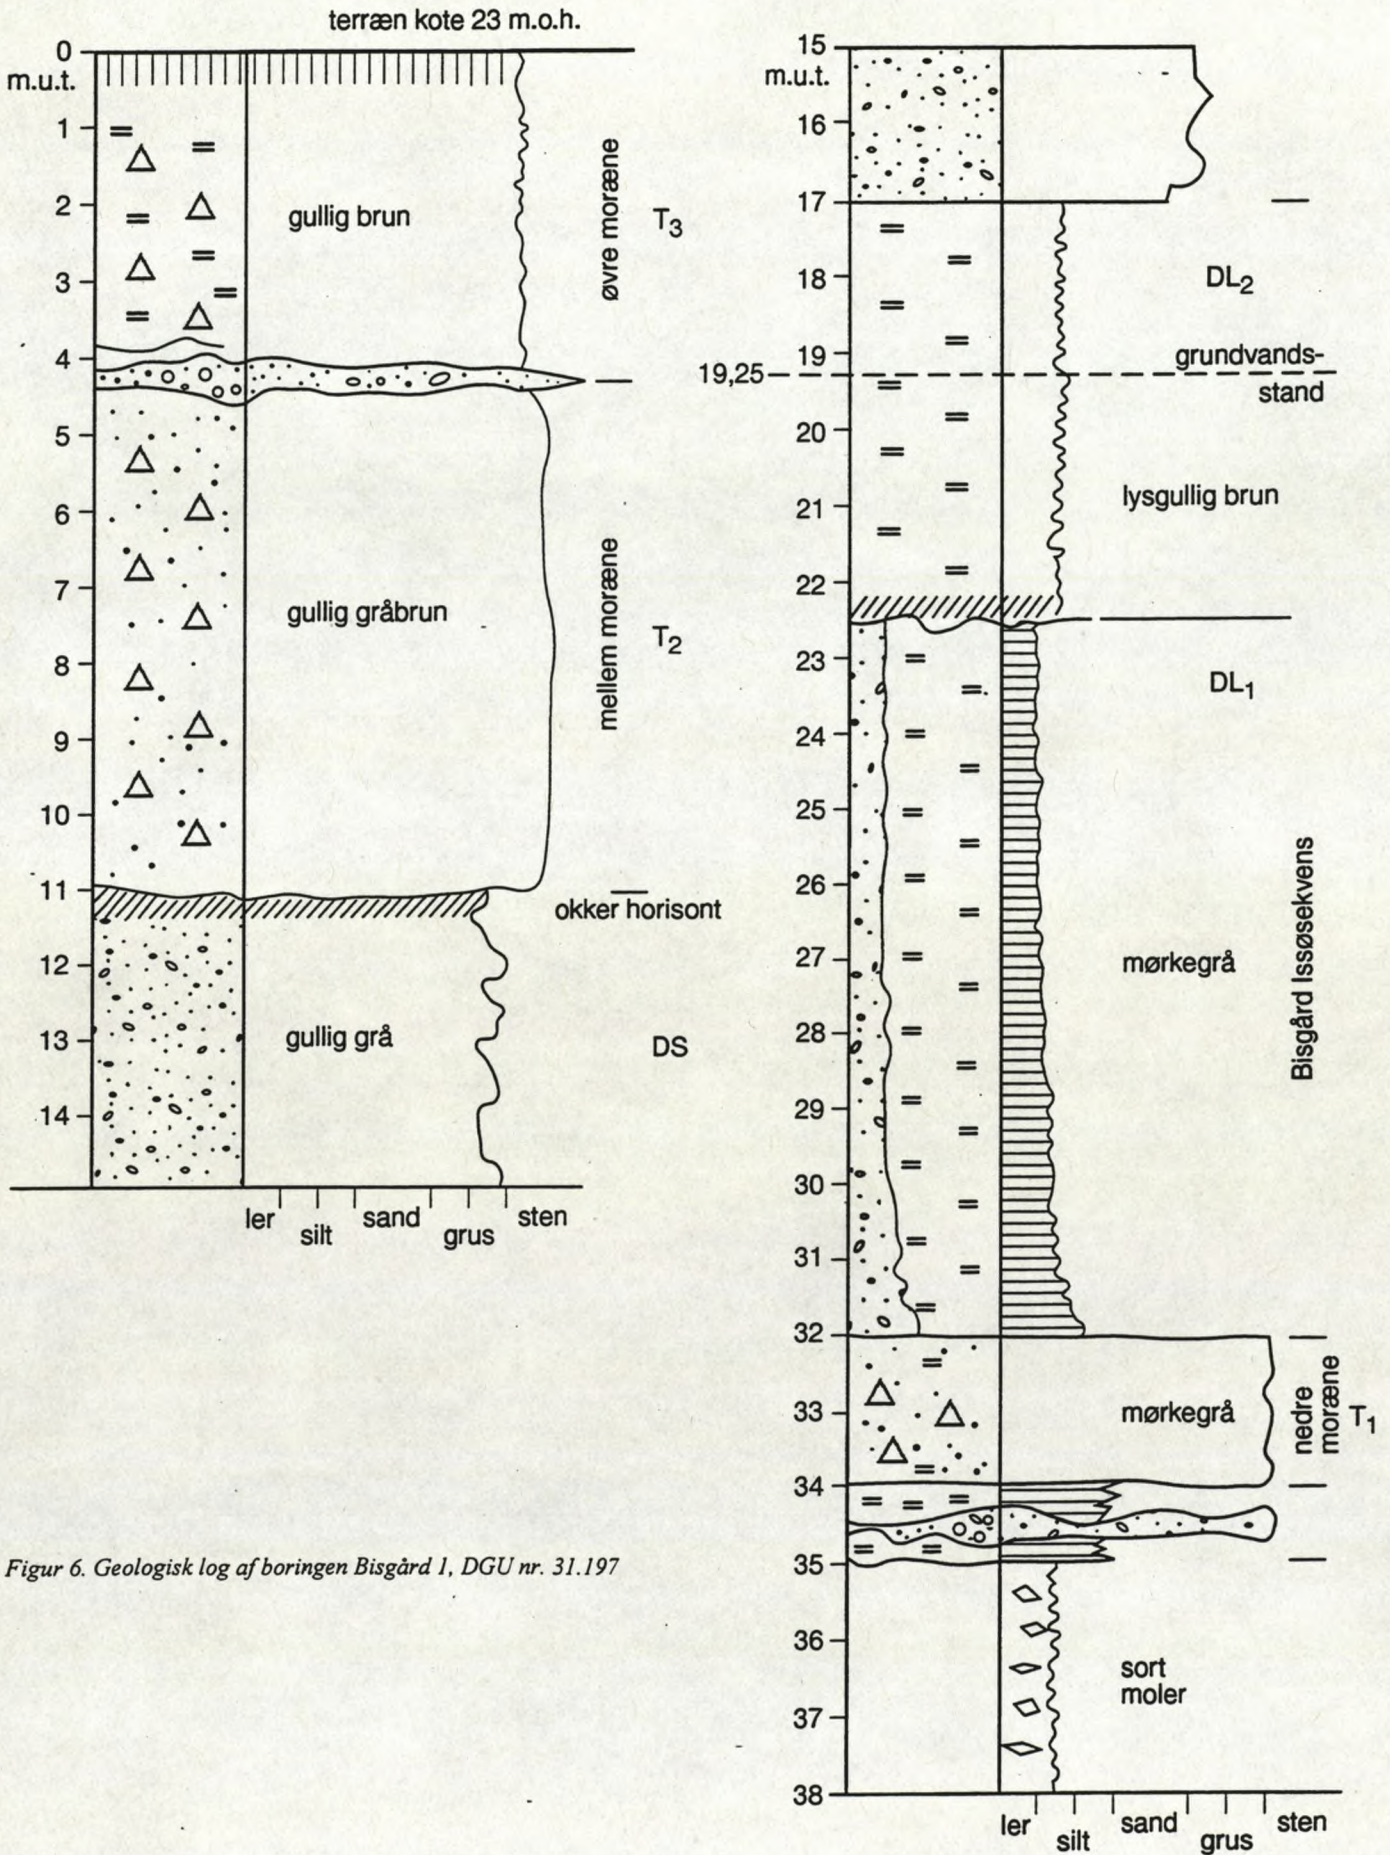 terræn kote 23 m.o.h.
0
m.u.t.
1
2
3
4
5
6
7
8
9
10
11
12
13
14
gullig brun
øvre moræne
T3
gullig gråbrun
mellem moræne
T2
okker horisont
gullig grå
DS
ler
silt
sand
grus
sten
15
m.u.t.
16
17
18
19
19,25
20
21
22
23
24
25
26
27
28
29
30
31
32
33
34
35
36
37
38
DL2
grundvands-
stand
lysgullig brun
DL1
Bisgård Issøsekvens
mørkegrå
mørkegrå
nedre
moræne
T1
sort
moler
ler
silt
sand
grus
sten
Figur 6. Geologisk log af boringen Bisgård 1, DGU nr. 31.197